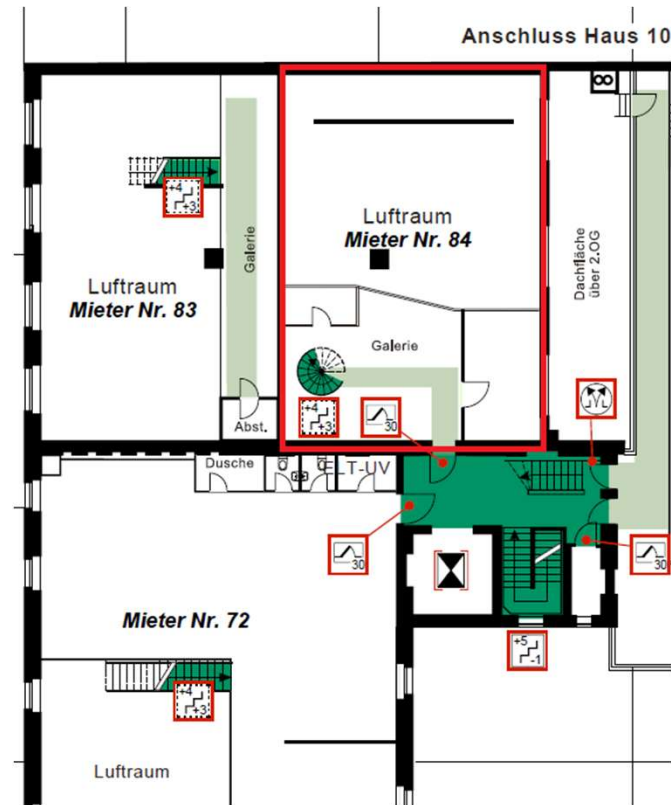 Anschluss Haus 10
+4
+3
Galerie
Luftraum
Mieter Nr. 84
Dachfläche
über 2.OG
Luftraum
Mieter Nr. 83
Galerie
+4
+3
30
Abst.
Dusche
ELT-UV
30
30
Mieter Nr. 72
+5
-1
+4
+3
Luftraum